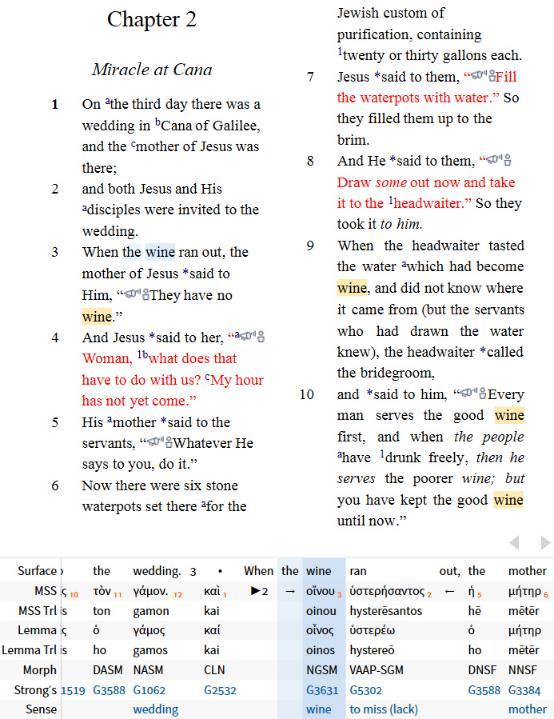 Chapter 2
Miracle at Cana
1 On ᵃthe third day there was a
wedding in ᵇCana of Galilee,
and the ᶜmother of Jesus was
there;
2 and both Jesus and His
ᵃdisciples were invited to the
wedding.
3 When the wine ran out, the
mother of Jesus *said to
Him, “They have no
wine.”
4 And Jesus *said to her, “ᵃ
Woman, ¹ᵇwhat does that
have to do with us? ᶜMy hour
has not yet come.”
5 His ᵃmother *said to the
servants, “Whatever He
says to you, do it.”
6 Now there were six stone
waterpots set there ᵃfor the
Jewish custom of
purification, containing
¹twenty or thirty gallons each.
7 Jesus *said to them, “Fill
the waterpots with water.” So
they filled them up to the
brim.
8 And He *said to them, “
Draw some out now and take
it to the ¹headwaiter.” So they
took it to him.
9 When the headwaiter tasted
the water ᵃwhich had become
wine, and did not know where
it came from (but the servants
who had drawn the water
knew), the headwaiter *called
the bridegroom,
10 and *said to him, “Every
man serves the good wine
first, and when the people
ᵃhave ¹drunk freely, then he
serves the poorer wine; but
you have kept the good wine
until now.”
Surface the wedding. 3 • When the wine ran out, the mother
MSS ς 10 τὸν 11 γάμον. 12 καὶ 1 ▶2 → οἴνου 3 ὑστερήσαντος 2 ← ἡ 5 μήτηρ 6
MSS Trl is ton gamon kai oinou hysterēsantos hē mētēr
Lemma ς ὁ γάμος καί οἶνος ὑστερέω ὁ μήτηρ
Lemma Trl is ho gamos kai oinos hystereō ho mētēr
Morph DASM NASM CLN NGSM VAAP-SGM DNSF NNSF
Strong's 1519 G3588 G1062 G2532 G3631 G5302 G3588 G3384
Sense wedding wine to miss (lack) mother